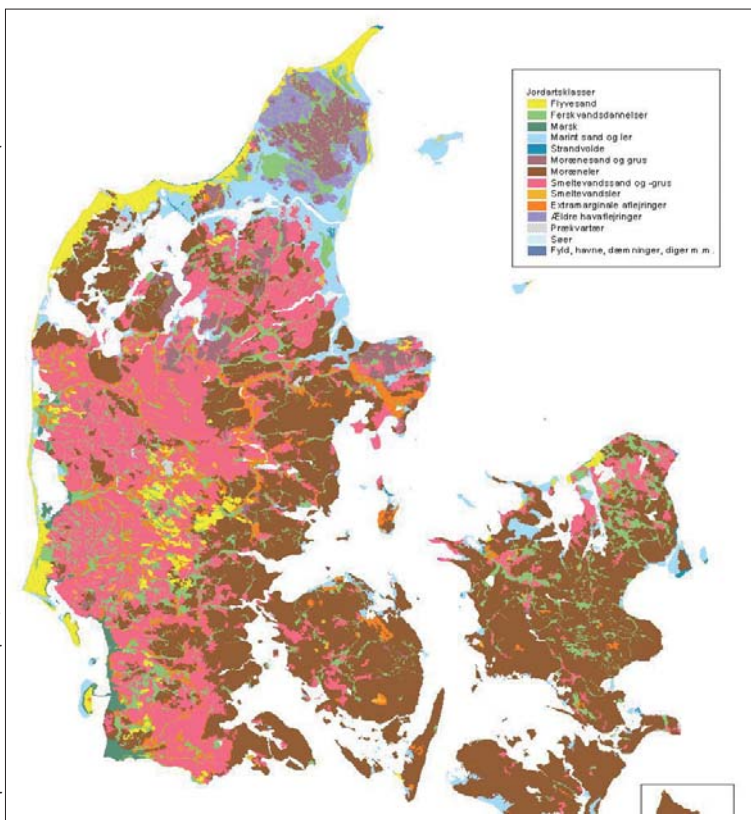 Jordartsklasser
Flyvesand
Ferskvandsdannelser
Marsk
Marint sand og ler
Strandvolde
Morænesand og grus
Moræneler
Smeltevandssand og -grus
Smeltevandsler
Extramarginale aflejringer
Ældre havaflejringer
Prækvartær
Søer
Fyld, havne, dæmninger, diger m.m.